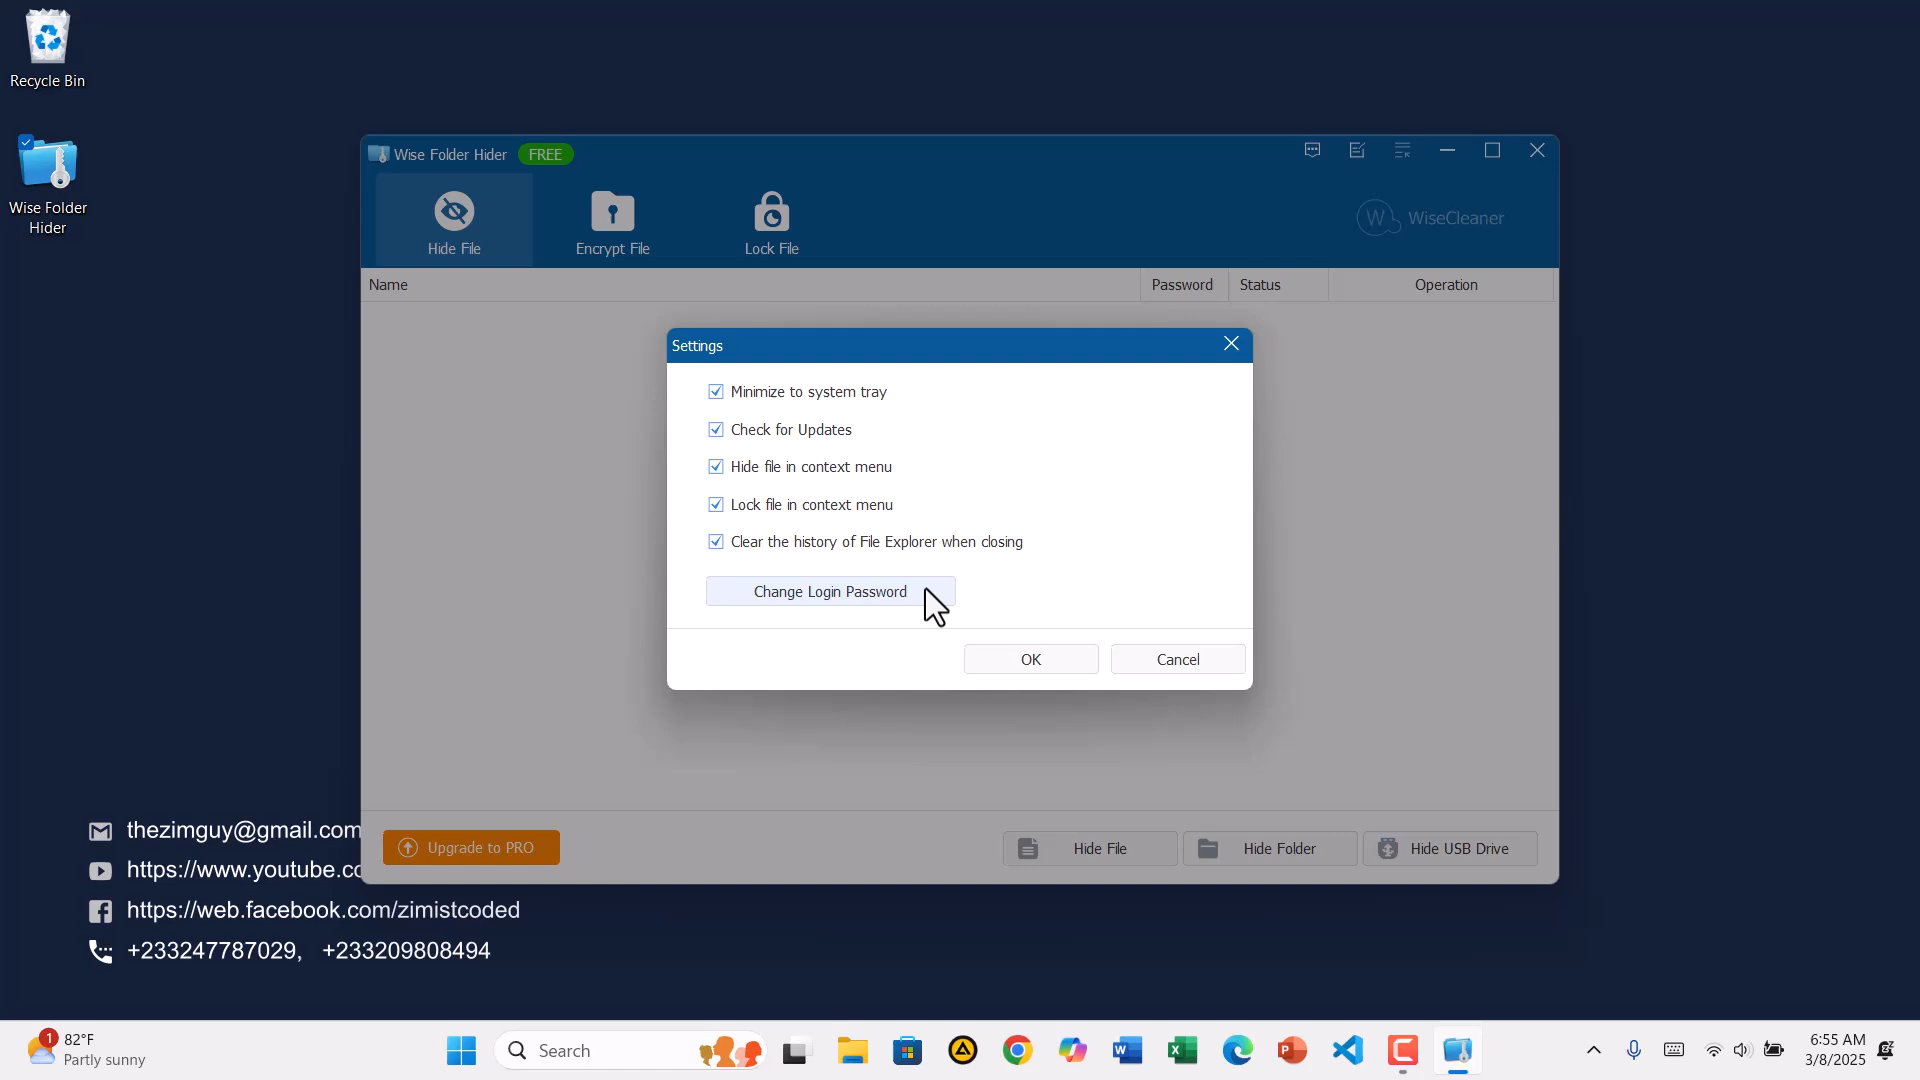 Recycle Bin
Wise Folder
Hider
Wise Folder Hider FREE
Hide File
Encrypt File
Lock File
W WiseCleaner
Name
Password
Status
Operation
Settings
Minimize to system tray
Check for Updates
Hide file in context menu
Lock file in context menu
Clear the history of File Explorer when closing
Change Login Password
OK
Cancel
Upgrade to PRO
Hide File
Hide Folder
Hide USB Drive
thezimguy@gmail.com
https://www.youtube.co
https://web.facebook.com/zimistcoded
+233247787029, +233209808494
1
82°F
Partly sunny
Search
6:55 AM
3/8/2025